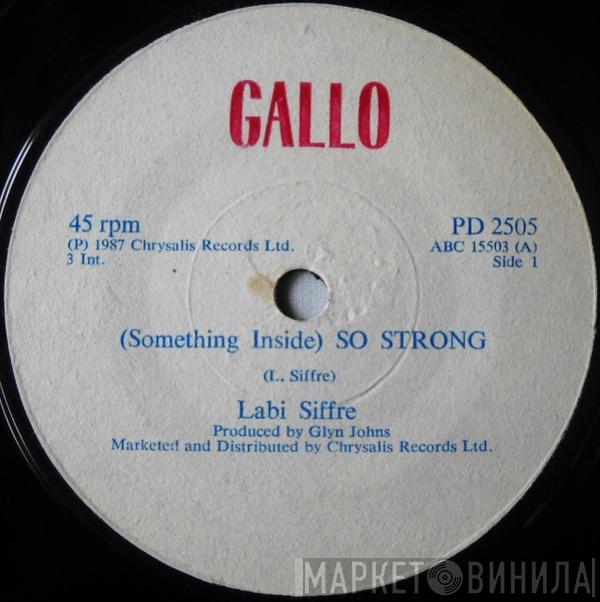 GALLO
45 rpm
(P) 1987 Chrysalis Records Ltd.
3 Int.
PD 2505
ABC 15503 (A)
Side 1
(Something Inside) SO STRONG
(L. Siffre)
Labi Siffre
Produced by Glyn Johns
Marketed and Distributed by Chrysalis Records Ltd.
МАРКЕТ ВИНИЛА